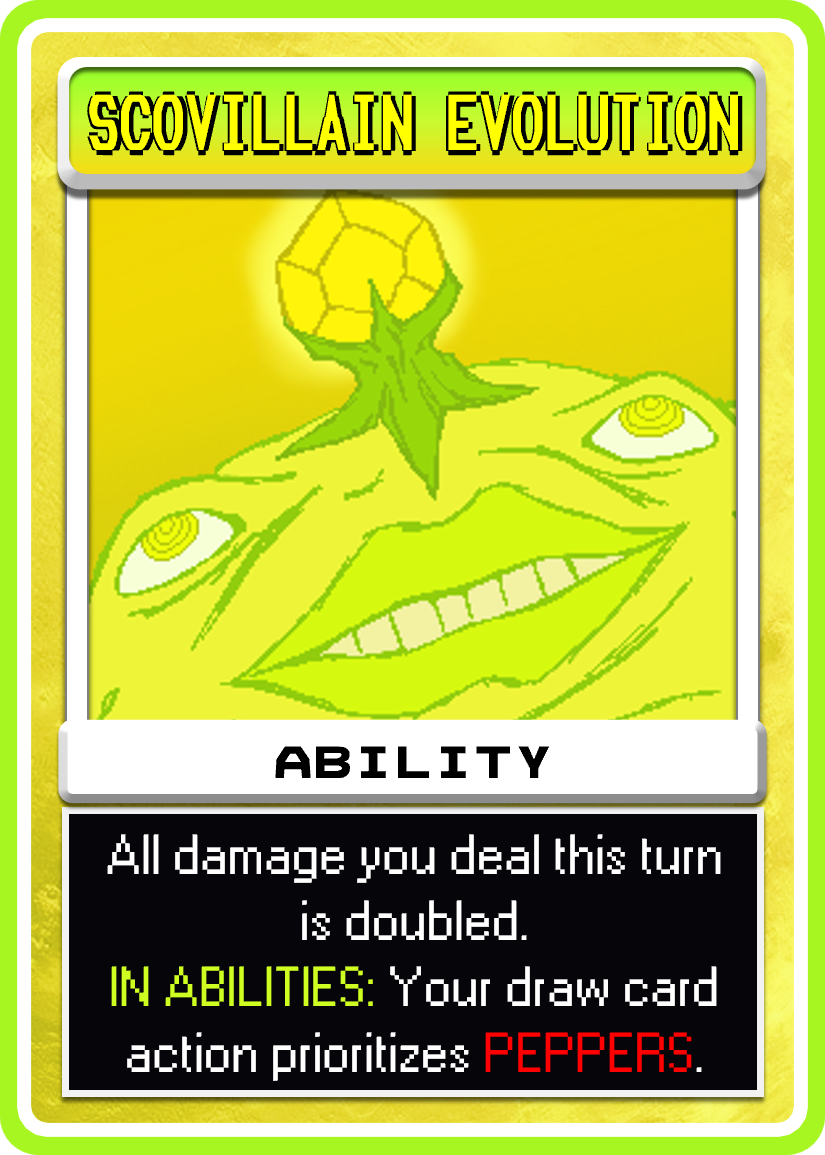 SCOVILLAIN EVOLUTION
ABILITY
All damage you deal this turn
is doubled.
IN ABILITIES: Your draw card
action prioritizes PEPPERS.